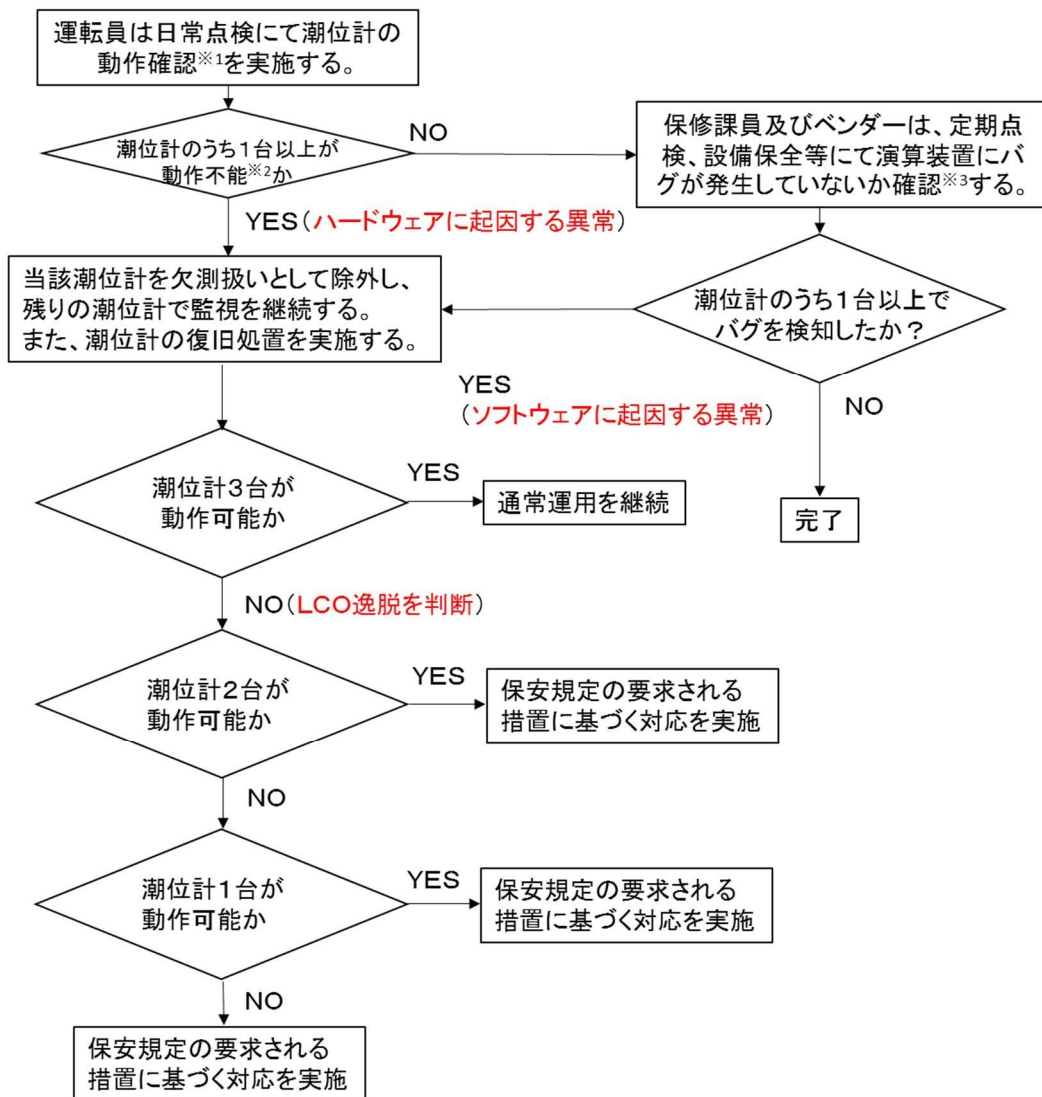 運転員は日常点検にて潮位計の
動作確認※1を実施する。
潮位計のうち1台以上が
動作不能※2か
NO
保修課員及びベンダーは、定期点
検、設備保全等にて演算装置にバ
グが発生していないか確認※3する。
YES(ハードウェアに起因する異常)
当該潮位計を欠測扱いとして除外し、
残りの潮位計で監視を継続する。
また、潮位計の復旧処置を実施する。
潮位計のうち1台以上で
バグを検知したか?
YES
(ソフトウェアに起因する異常)
NO
完了
潮位計3台が
動作可能か
YES
通常運用を継続
NO(LCO逸脱を判断)
潮位計2台が
動作可能か
YES
保安規定の要求される
措置に基づく対応を実施
NO
潮位計1台が
動作可能か
YES
保安規定の要求される
措置に基づく対応を実施
NO
保安規定の要求される
措置に基づく対応を実施